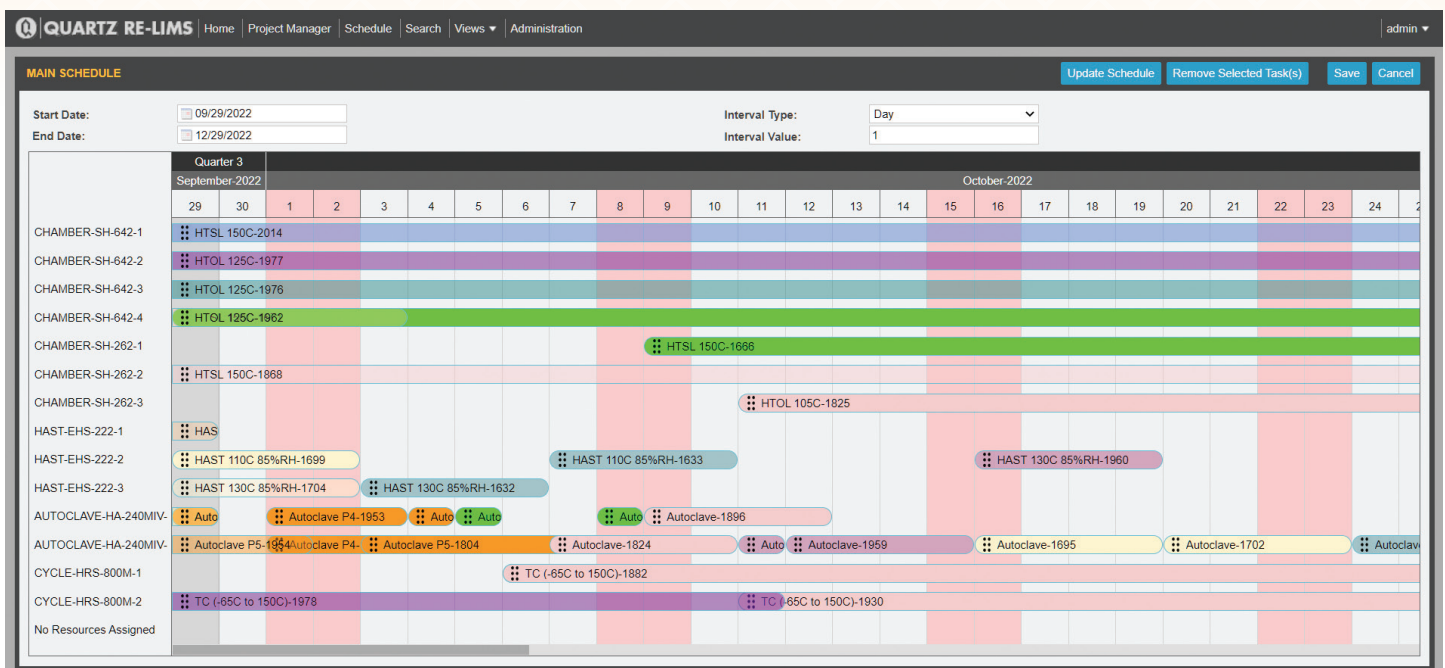 QUARTZ RE-LIMS Home Project Manager Schedule Search Views Administration admin
MAIN SCHEDULE Update Schedule Remove Selected Task(s) Save Cancel
Start Date: 09/29/2022 Interval Type: Day
End Date: 12/29/2022 Interval Value: 1
Quarter 3
September-2022 October-2022
29 30 1 2 3 4 5 6 7 8 9 10 11 12 13 14 15 16 17 18 19 20 21 22 23 24 2
CHAMBER-SH-642-1 HTSL 150C-2014
CHAMBER-SH-642-2 HTOL 125C-1977
CHAMBER-SH-642-3 HTOL 125C-1976
CHAMBER-SH-642-4 HTOL 125C-1962
CHAMBER-SH-262-1 HTSL 150C-1666
CHAMBER-SH-262-2 HTSL 150C-1868
CHAMBER-SH-262-3 HTOL 105C-1825
HAST-EHS-222-1 HAS
HAST-EHS-222-2 HAST 110C 85%RH-1699 HAST 110C 85%RH-1633 HAST 130C 85%RH-1960
HAST-EHS-222-3 HAST 130C 85%RH-1704 HAST 130C 85%RH-1632
AUTOCLAVE-HA-240MIV- Auto Autoclave P4-1953 Auto Auto Auto Autoclave-1896
AUTOCLAVE-HA-240MIV- Autoclave P5-1954 Autoclave P4- Autoclave P5-1804 Autoclave-1824 Auto Autoclave-1959 Autoclave-1695 Autoclave-1702 Autoclav
CYCLE-HRS-800M-1 TC (-65C to 150C)-1882
CYCLE-HRS-800M-2 TC (-65C to 150C)-1978 TC (-65C to 150C)-1930
No Resources Assigned